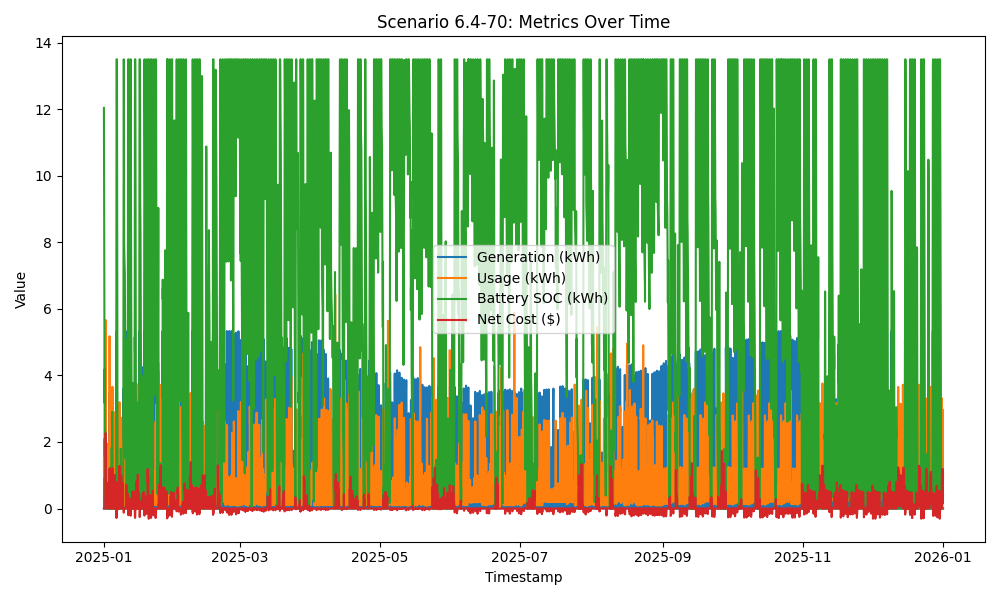 Scenario 6.4-70: Metrics Over Time
14
12
10
8
6
4
2
0
Value
Generation (kWh)
Usage (kWh)
Battery SOC (kWh)
Net Cost ($)
2025-01
2025-03
2025-05
2025-07
2025-09
2025-11
2026-01
Timestamp